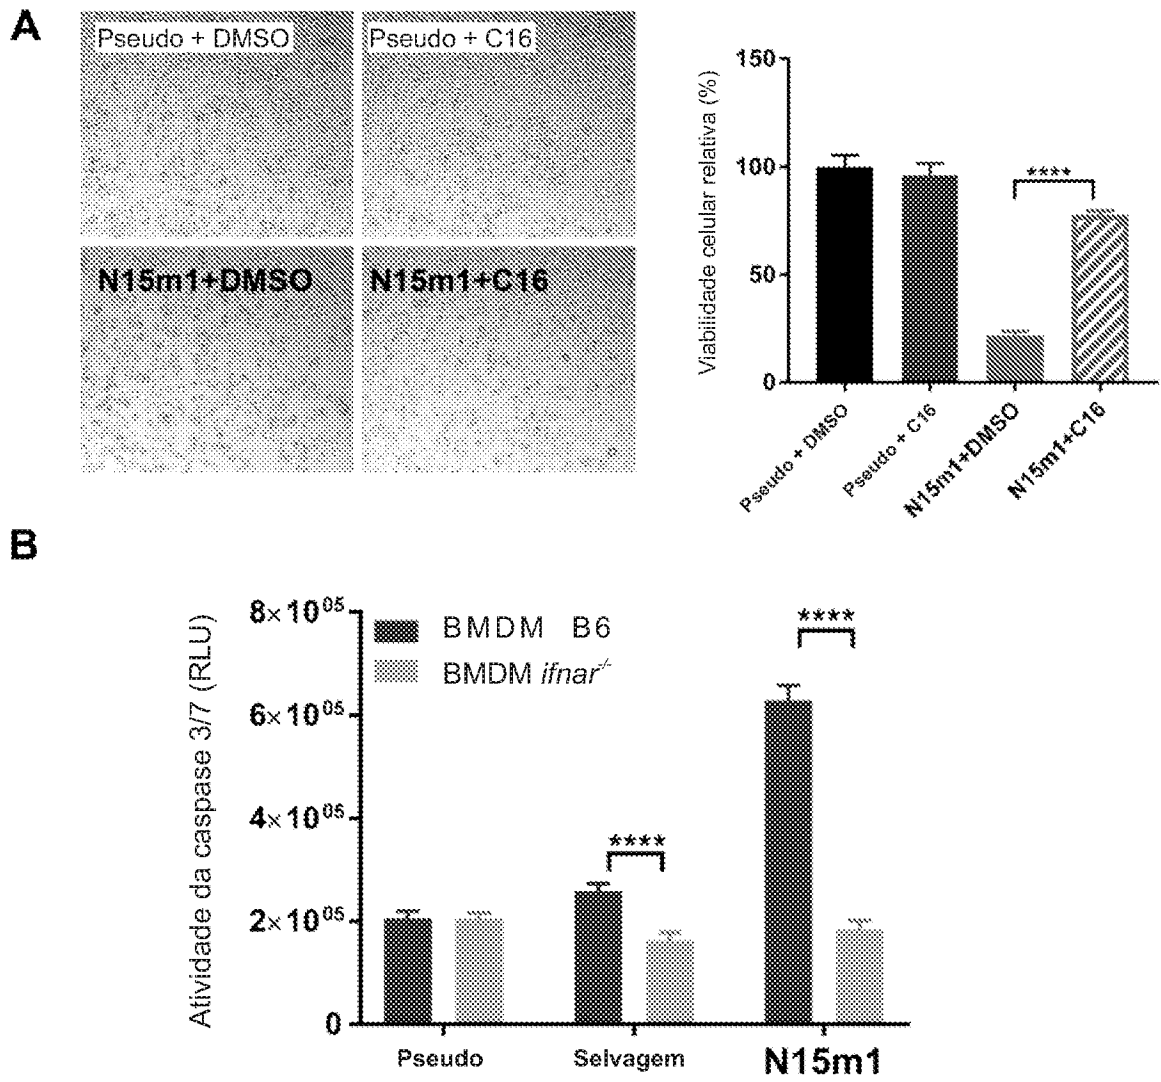 A
Pseudo + DMSO
Pseudo + C16
N15m1+DMSO
N15m1+C16
Viabilidade celular relativa (%)
150
100
50
0
****
Pseudo + DMSO
Pseudo + C16
N15m1+DMSO
N15m1+C16
B
Atividade da caspase 3/7 (RLU)
8×10⁰⁵
6×10⁰⁵
4×10⁰⁵
2×10⁰⁵
0
BMDM B6
BMDM ifnar⁻/⁻
****
****
Pseudo
Selvagem
N15m1